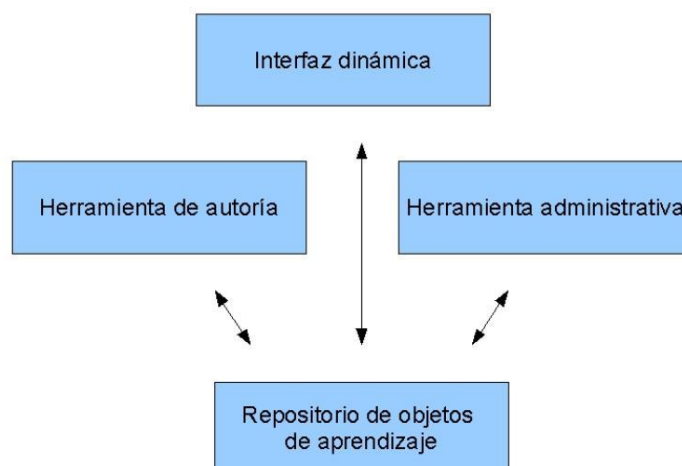 Interfaz dinámica
Herramienta de autoría
Herramienta administrativa
Repositorio de objetos
de aprendizaje